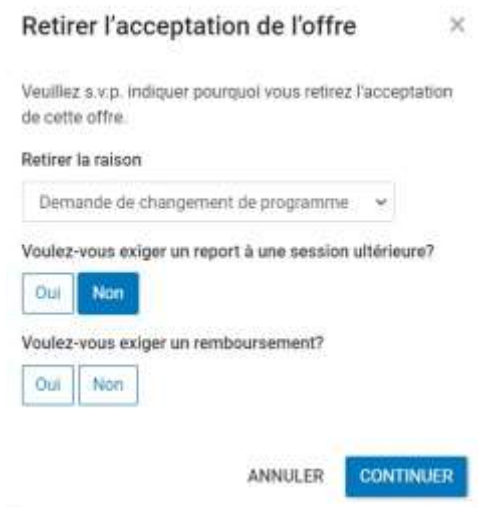 Retirer l'acceptation de l'offre ×
Veuillez s.v.p. indiquer pourquoi vous retirez l'acceptation
de cette offre.
Retirer la raison
Demande de changement de programme
Voulez-vous exiger un report à une session ultérieure?
Oui Non
Voulez-vous exiger un remboursement?
Oui Non
ANNULER CONTINUER